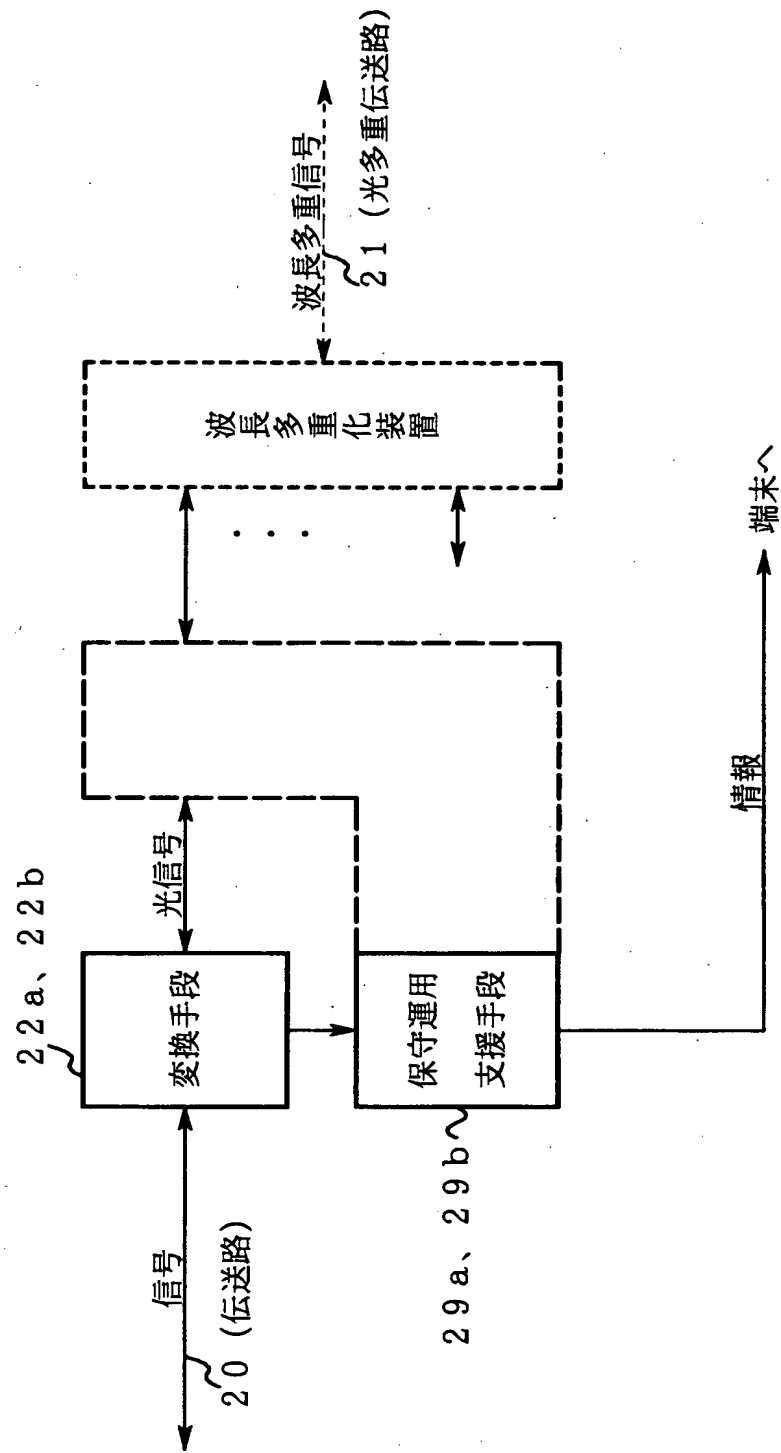 22a、22b
信号
20 (伝送路)
変換手段
光信号
保守運用
支援手段
29a、29b
波長多重化装置
波長多重信号
21 (光多重伝送路)
情報
端末へ